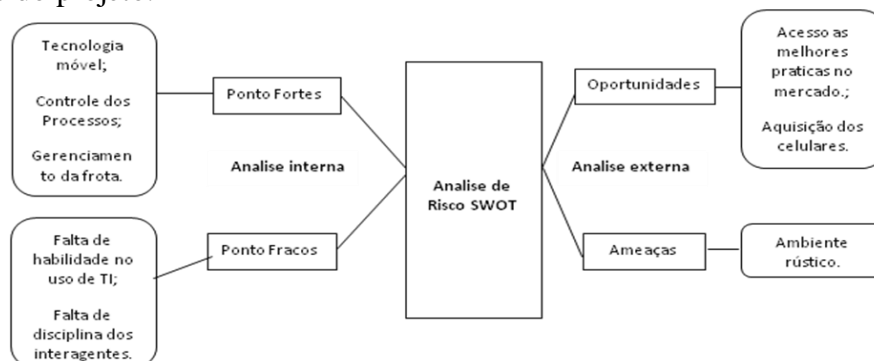 Tecnologia
móvel;
Controle dos
Processos;
Gerenciamen
to da frota.
Ponto Fortes
Analise interna
Falta de
habilidade no
uso de TI;
Falta de
disciplina dos
interagentes.
Ponto Fracos
Analise de
Risco SWOT
Oportunidades
Analise externa
Ameaças
Acesso as
melhores
praticas no
mercado.;
Aquisição dos
celulares.
Ambiente
rústico.